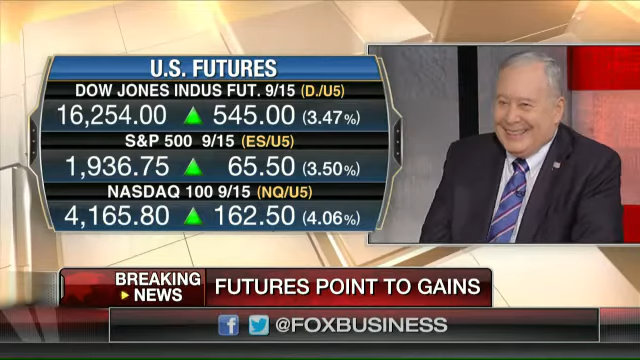 U.S. FUTURES
DOW JONES INDUS FUT. 9/15 (D./U5)
16,254.00 ▲ 545.00 (3.47%)
S&P 500 9/15 (ES/U5)
1,936.75 ▲ 65.50 (3.50%)
NASDAQ 100 9/15 (NQ/U5)
4,165.80 ▲ 162.50 (4.06%)
BREAKING
▶ NEWS
FUTURES POINT TO GAINS
@FOXBUSINESS